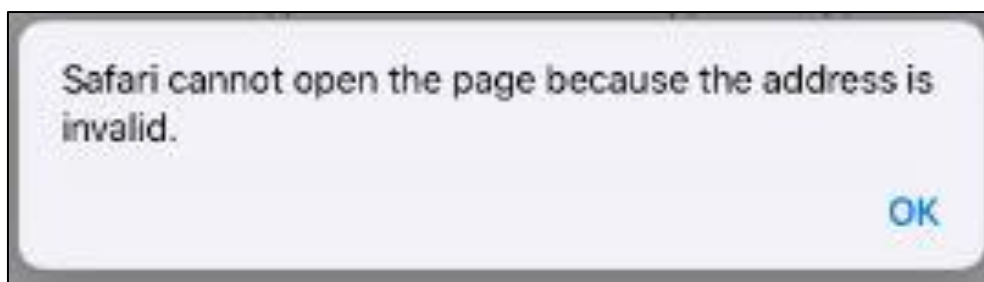 Safari cannot open the page because the address is
invalid.
OK